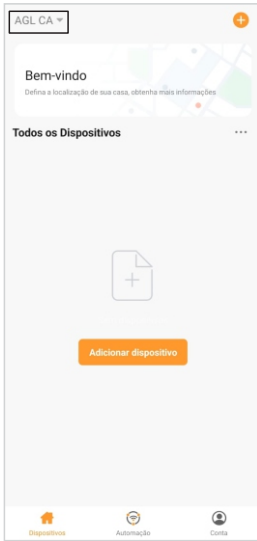 AGL CA
Bem-vindo
Defina a localização de sua casa, obtenha mais informações
Todos os Dispositivos
Adicionar dispositivo
Dispositivos Automação Conta